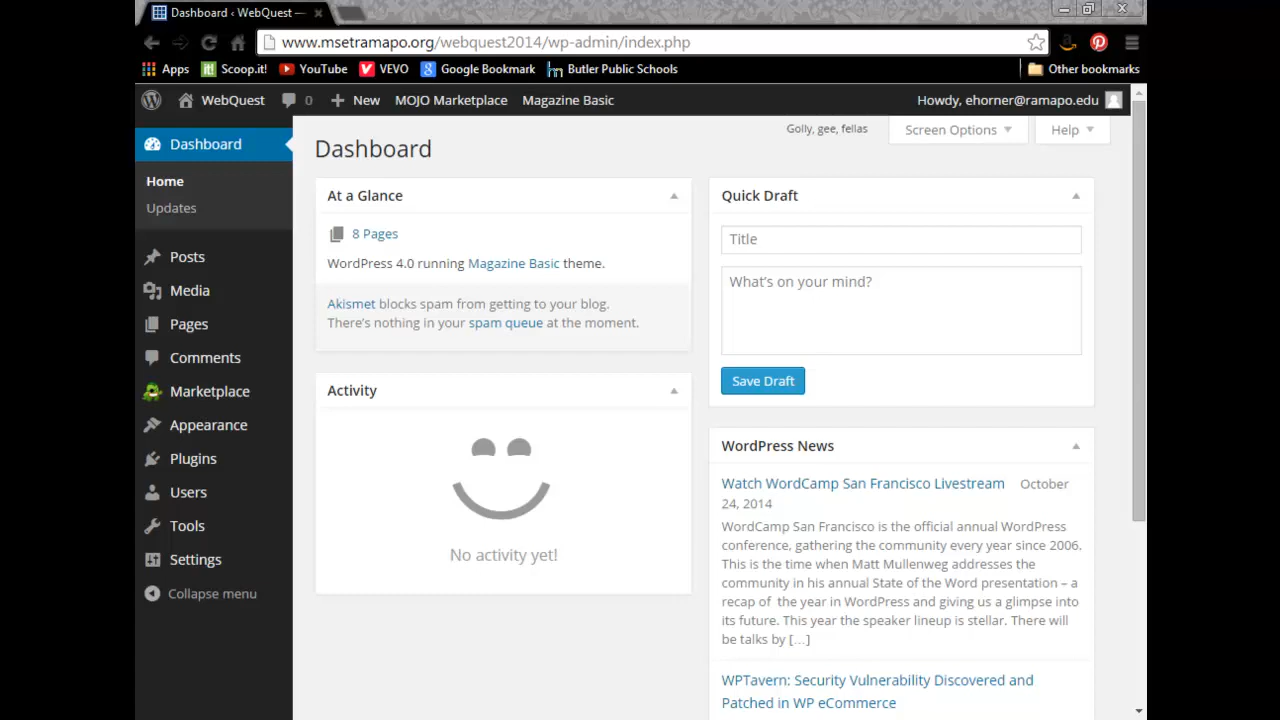 Dashboard ‹ WebQuest —
www.msetramapo.org/webquest2014/wp-admin/index.php
Apps Scoop.it! YouTube VEVO Google Bookmark Butler Public Schools Other bookmarks
WebQuest 0 New MOJO Marketplace Magazine Basic Howdy, ehorner@ramapo.edu
Golly, gee, fellas Screen Options Help
Dashboard
Home
Updates
Posts
Media
Pages
Comments
Marketplace
Appearance
Plugins
Users
Tools
Settings
Collapse menu
Dashboard
At a Glance
8 Pages
WordPress 4.0 running Magazine Basic theme.
Akismet blocks spam from getting to your blog.
There's nothing in your spam queue at the moment.
Activity
No activity yet!
Quick Draft
Title
What's on your mind?
Save Draft
WordPress News
Watch WordCamp San Francisco Livestream October
24, 2014
WordCamp San Francisco is the official annual WordPress
conference, gathering the community every year since 2006.
This is the time when Matt Mullenweg addresses the
community in his annual State of the Word presentation – a
recap of the year in WordPress and giving us a glimpse into
its future. This year the speaker lineup is stellar. There will
be talks by […]
WPTavern: Security Vulnerability Discovered and
Patched in WP eCommerce